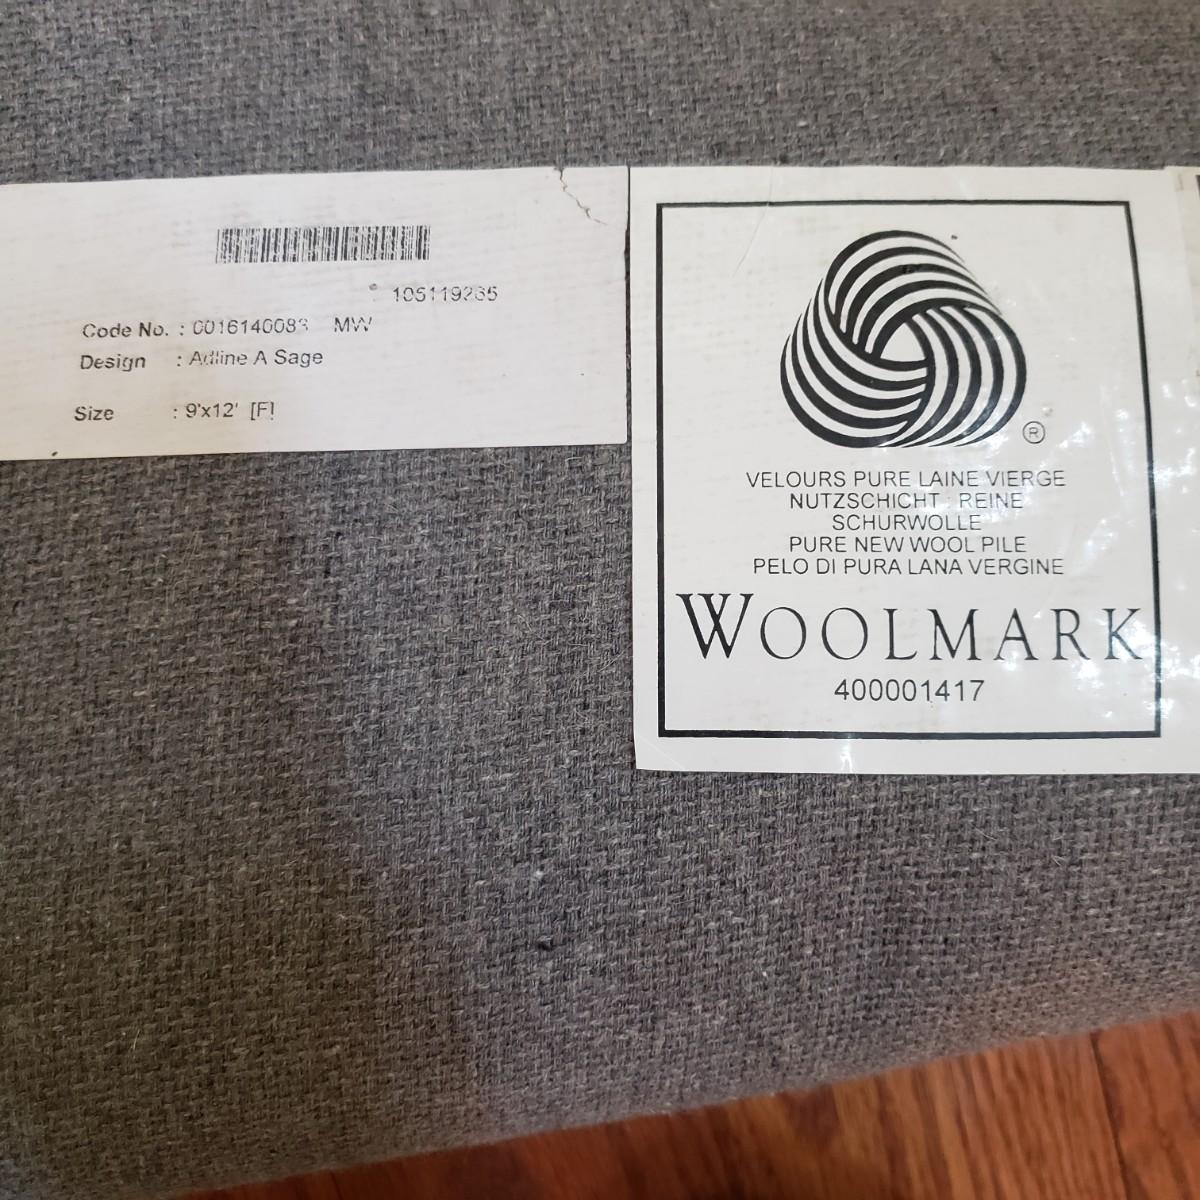 105119265
Code No. : 0016140083 MW
Design : Adline A Sage
Size : 9'x12' [F]
®
VELOURS PURE LAINE VIERGE
NUTZSCHICHT : REINE
SCHURWOLLE
PURE NEW WOOL PILE
PELO DI PURA LANA VERGINE
WOOLMARK
400001417